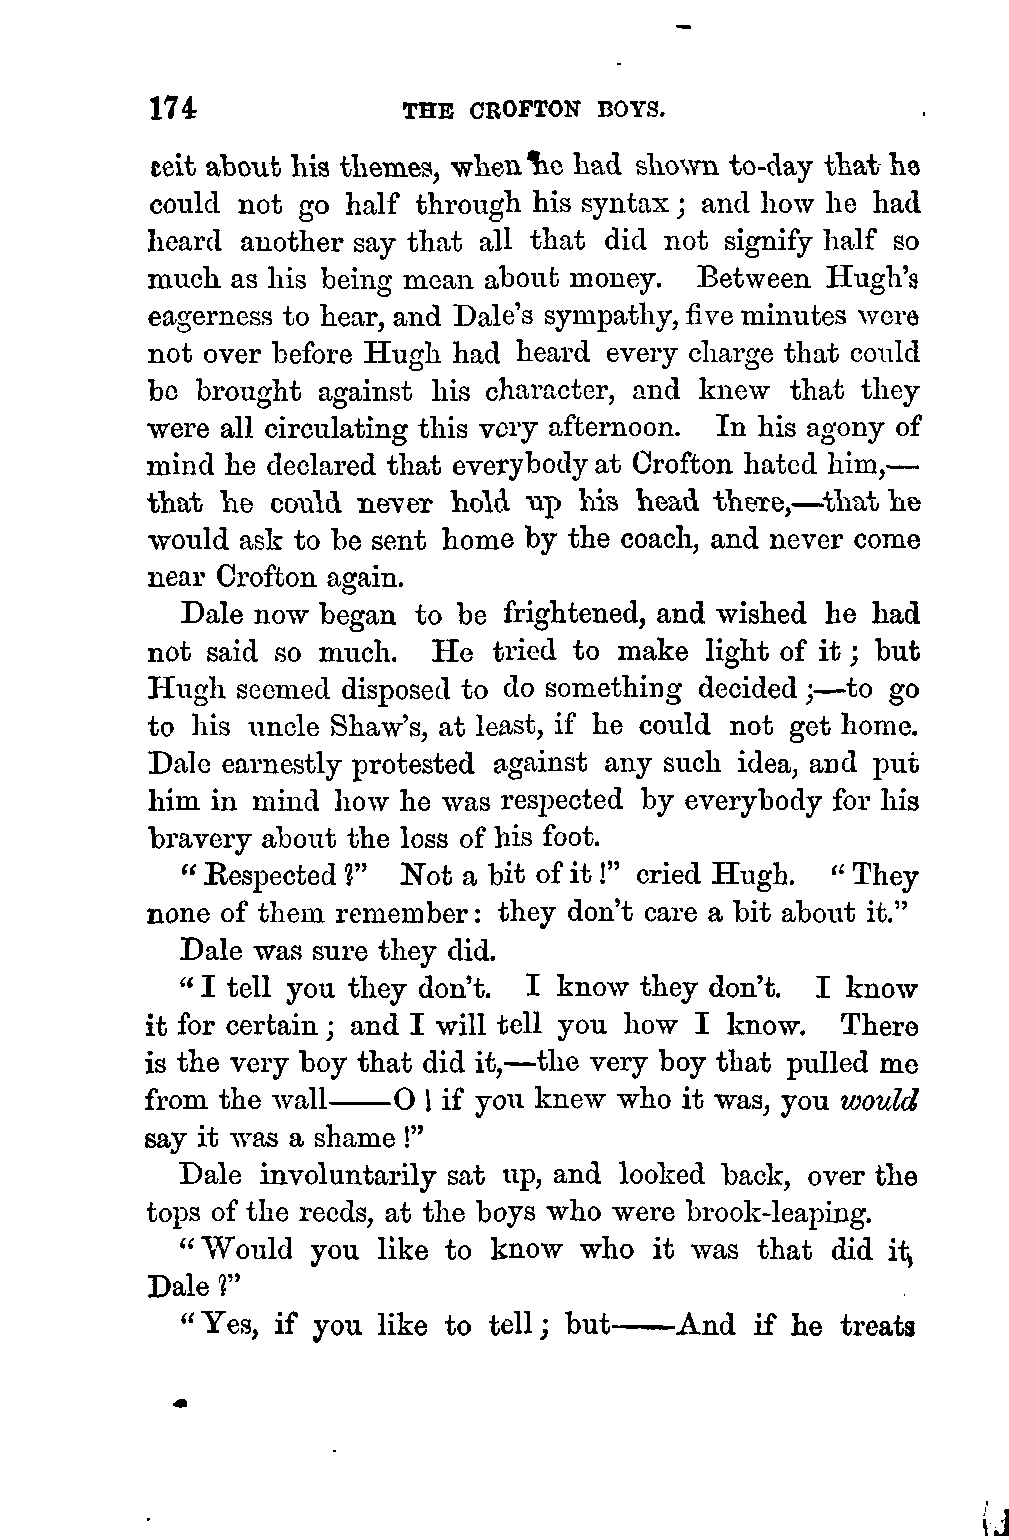 174 THE CROFTON BOYS.
ceit about his themes, when he had shown to-day that he
could not go half through his syntax; and how he had
heard another say that all that did not signify half so
much as his being mean about money. Between Hugh's
eagerness to hear, and Dale's sympathy, five minutes were
not over before Hugh had heard every charge that could
be brought against his character, and knew that they
were all circulating this very afternoon. In his agony of
mind he declared that everybody at Crofton hated him,—
that he could never hold up his head there,—that he
would ask to be sent home by the coach, and never come
near Crofton again.
Dale now began to be frightened, and wished he had
not said so much. He tried to make light of it; but
Hugh seemed disposed to do something decided;—to go
to his uncle Shaw's, at least, if he could not get home.
Dale earnestly protested against any such idea, and put
him in mind how he was respected by everybody for his
bravery about the loss of his foot.
"Respected?" Not a bit of it!" cried Hugh. "They
none of them remember: they don't care a bit about it."
Dale was sure they did.
"I tell you they don't. I know they don't. I know
it for certain; and I will tell you how I know. There
is the very boy that did it,—the very boy that pulled me
from the wall——O! if you knew who it was, you would
say it was a shame!"
Dale involuntarily sat up, and looked back, over the
tops of the reeds, at the boys who were brook-leaping.
"Would you like to know who it was that did it,
Dale?"
"Yes, if you like to tell; but——And if he treats